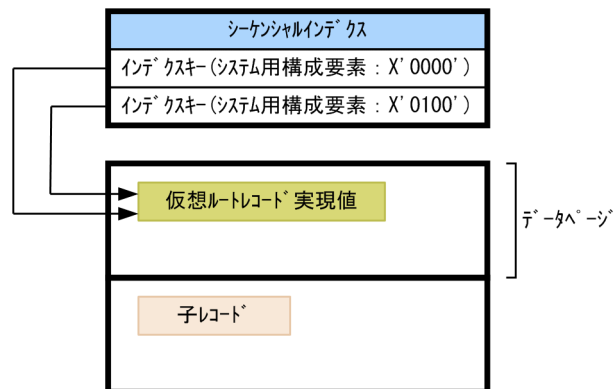 ｼｰｹﾝｼｬﾙｲﾝﾃﾞｸｽ
ｲﾝﾃﾞｸｽｷｰ(ｼｽﾃﾑ用構成要素：X'0000')
ｲﾝﾃﾞｸｽｷｰ(ｼｽﾃﾑ用構成要素：X'0100')
仮想ﾙｰﾄﾚｺｰﾄﾞ実現値
ﾃﾞｰﾀﾍﾟｰｼﾞ
子ﾚｺｰﾄﾞ